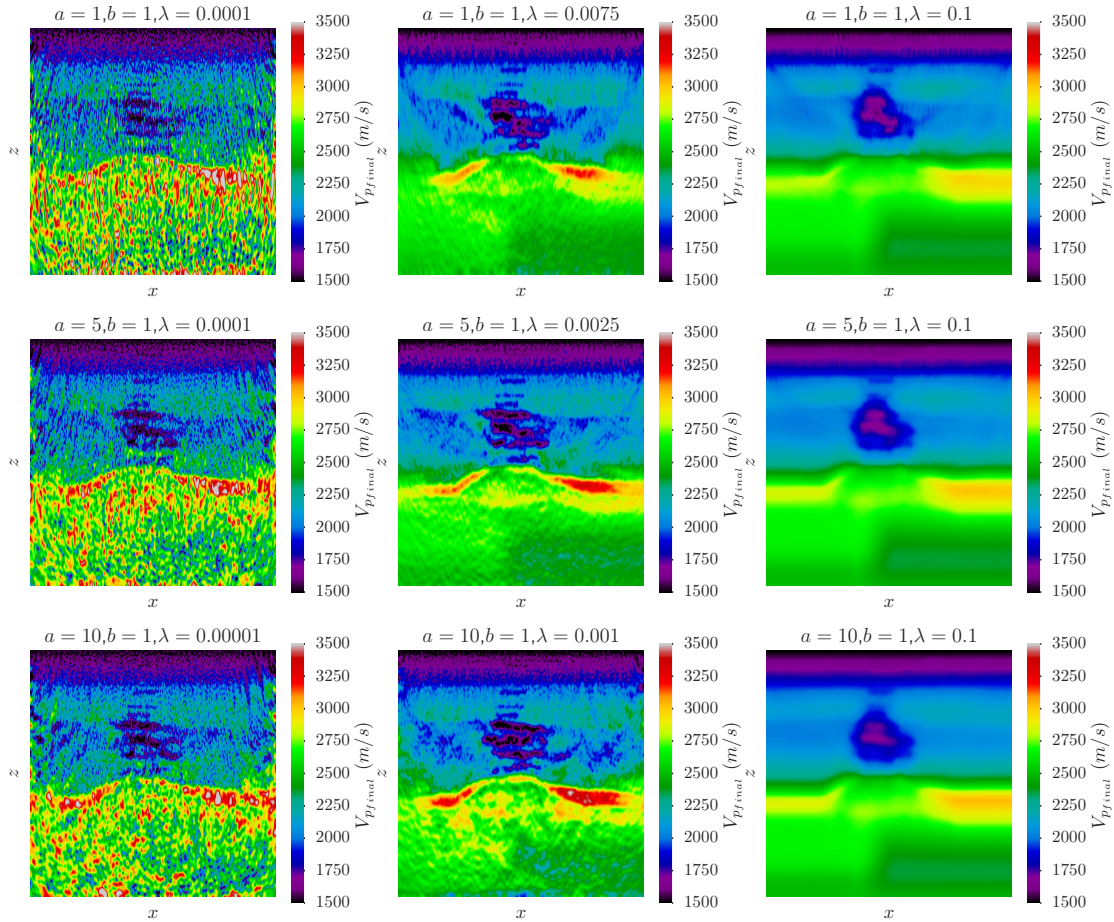 a = 1,b = 1,λ = 0.0001
3500
3250
3000
2750
2500
2250
2000
1750
1500
z
x
V_{p_{final}} (m/s)
a = 1,b = 1,λ = 0.0075
3500
3250
3000
2750
2500
2250
2000
1750
1500
z
x
V_{p_{final}} (m/s)
a = 1,b = 1,λ = 0.1
3500
3250
3000
2750
2500
2250
2000
1750
1500
z
x
V_{p_{final}} (m/s)
a = 5,b = 1,λ = 0.0001
3500
3250
3000
2750
2500
2250
2000
1750
1500
z
x
V_{p_{final}} (m/s)
a = 5,b = 1,λ = 0.0025
3500
3250
3000
2750
2500
2250
2000
1750
1500
z
x
V_{p_{final}} (m/s)
a = 5,b = 1,λ = 0.1
3500
3250
3000
2750
2500
2250
2000
1750
1500
z
x
V_{p_{final}} (m/s)
a = 10,b = 1,λ = 0.00001
3500
3250
3000
2750
2500
2250
2000
1750
1500
z
x
V_{p_{final}} (m/s)
a = 10,b = 1,λ = 0.001
3500
3250
3000
2750
2500
2250
2000
1750
1500
z
x
V_{p_{final}} (m/s)
a = 10,b = 1,λ = 0.1
3500
3250
3000
2750
2500
2250
2000
1750
1500
z
x
V_{p_{final}} (m/s)